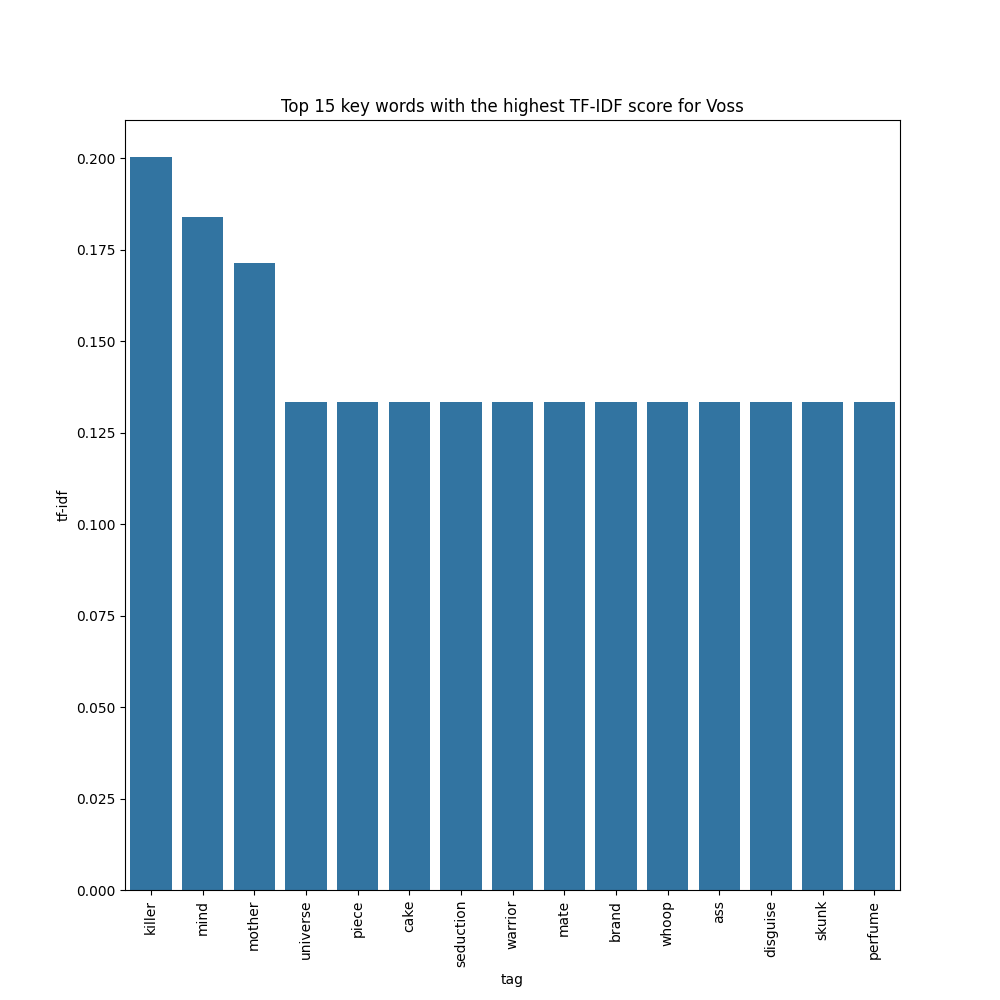 Top 15 key words with the highest TF-IDF score for Voss
0.200
0.175
0.150
0.125
0.100
0.075
0.050
0.025
0.000
tf-idf
killer
mind
mother
universe
piece
cake
seduction
warrior
mate
brand
whoop
ass
disguise
skunk
perfume
tag